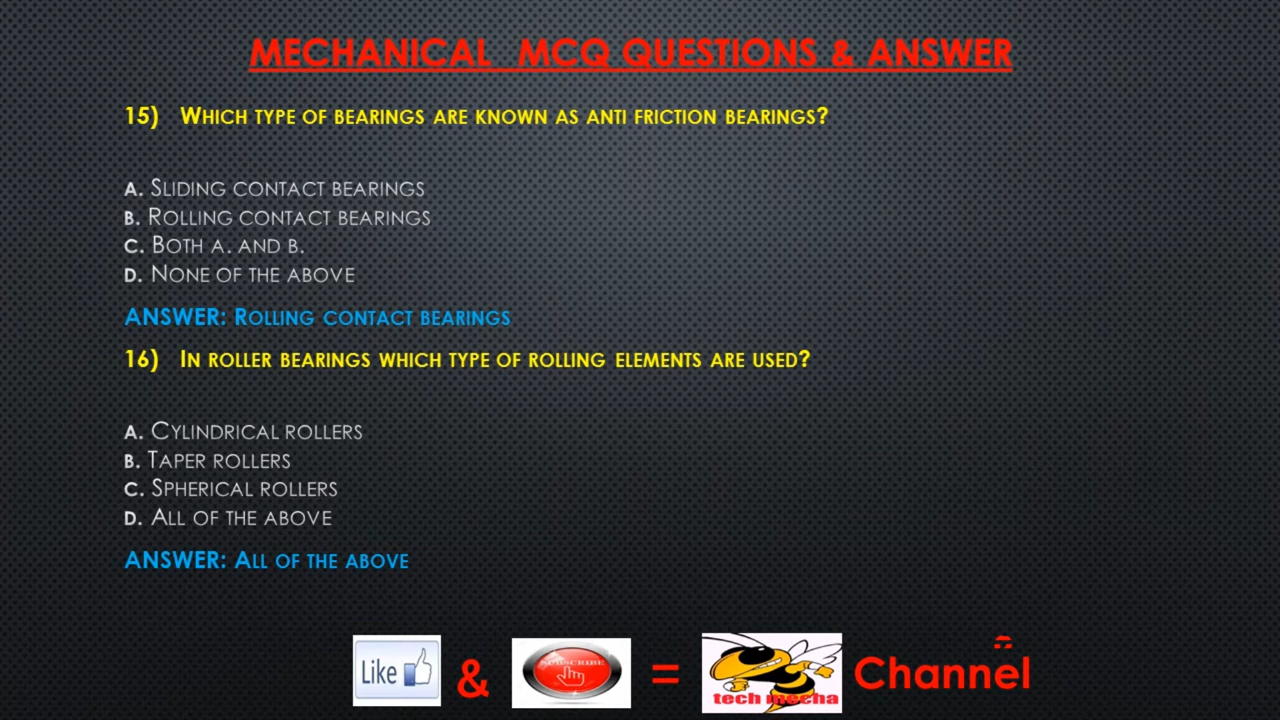 MECHANICAL MCQ QUESTIONS & ANSWER
15) WHICH TYPE OF BEARINGS ARE KNOWN AS ANTI FRICTION BEARINGS?
A. SLIDING CONTACT BEARINGS
B. ROLLING CONTACT BEARINGS
C. BOTH A. AND B.
D. NONE OF THE ABOVE
ANSWER: ROLLING CONTACT BEARINGS
16) IN ROLLER BEARINGS WHICH TYPE OF ROLLING ELEMENTS ARE USED?
A. CYLINDRICAL ROLLERS
B. TAPER ROLLERS
C. SPHERICAL ROLLERS
D. ALL OF THE ABOVE
ANSWER: ALL OF THE ABOVE
Like & SUBSCRIBE = tech mecha Channel